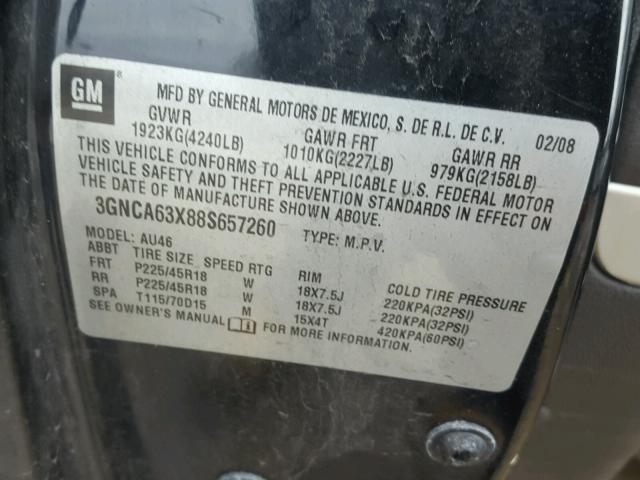 GM ®
MFD BY GENERAL MOTORS DE MEXICO, S. DE R.L. DE C.V. 02/08
GVWR GAWR FRT GAWR RR
1923KG(4240LB) 1010KG(2227LB) 979KG(2158LB)
THIS VEHICLE CONFORMS TO ALL APPLICABLE U.S. FEDERAL MOTOR
VEHICLE SAFETY AND THEFT PREVENTION STANDARDS IN EFFECT ON
THE DATE OF MANUFACTURE SHOWN ABOVE.
3GNCA63X88S657260 TYPE: M.P.V.
MODEL: AU46
ABBT TIRE SIZE SPEED RTG RIM COLD TIRE PRESSURE
FRT P225/45R18 W 18X7.5J 220KPA(32PSI)
RR P225/45R18 W 18X7.5J 220KPA(32PSI)
SPA T115/70D15 M 15X4T 420KPA(60PSI)
SEE OWNER'S MANUAL FOR MORE INFORMATION.